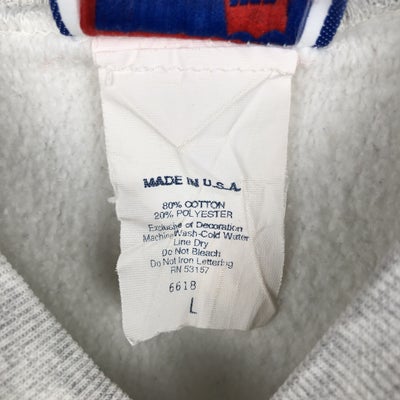 MADE IN U.S.A.
80% COTTON
20% POLYESTER
Exclusive of Decoration
Machine Wash-Cold Water
Line Dry
Do Not Bleach
Do Not Iron Lettering
RN 53157
6618
L